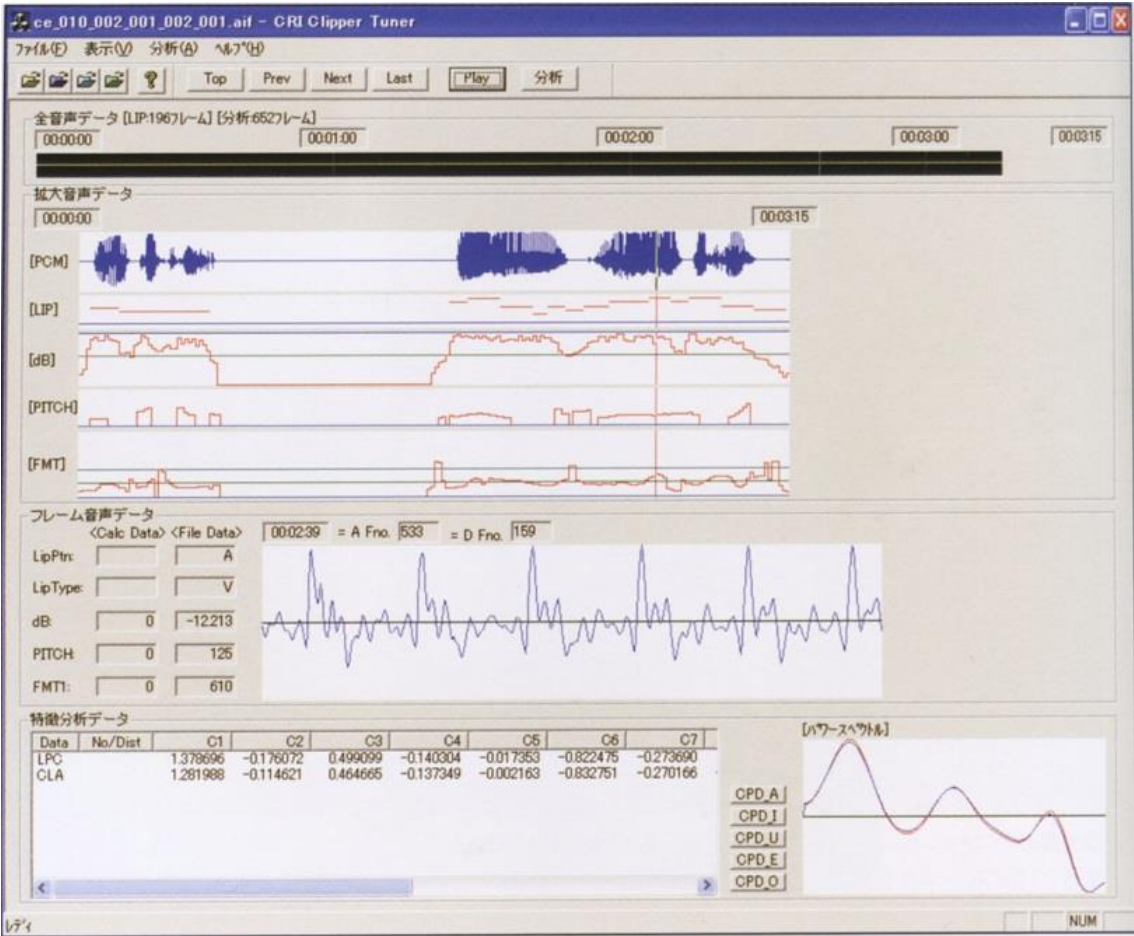 ce_010_002_001_002_001.aif - CRI Clipper Tuner
ファイル(F) 表示(V) 分析(A) ヘルプ(H)
? Top Prev Next Last Play 分析
全音声データ [LIP:196フレーム] [分析:652フレーム]
00:00:00 00:01:00 00:02:00 00:03:00 00:03:15
拡大音声データ
00:00:00 00:03:15
[PCM]
[LIP]
[dB]
[PITCH]
[FMT]
フレーム音声データ
<Calc Data> <File Data> 00:02:39 = A Fno. 533 = D Fno. 159
LipPtn: A
LipType: V
dB: 0 -12.213
PITCH: 0 125
FMT1: 0 610
特徴分析データ
[パワースペクトル]
Data No/Dist C1 C2 C3 C4 C5 C6 C7
LPC 1.378696 -0.176072 0.499099 -0.140304 -0.017353 -0.822475 -0.273690
CLA 1.281988 -0.114621 0.464665 -0.137349 -0.002163 -0.832751 -0.270166
CPD_A
CPD_I
CPD_U
CPD_E
CPD_O
レディ NUM